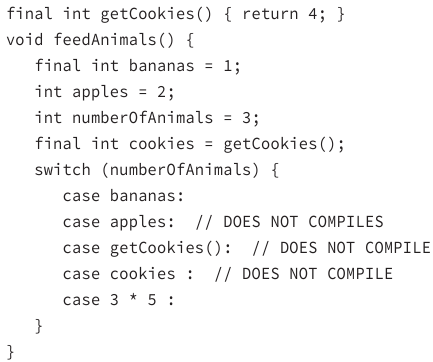 final int getCookies() { return 4; }
void feedAnimals() {
   final int bananas = 1;
   int apples = 2;
   int numberOfAnimals = 3;
   final int cookies = getCookies();
   switch (numberOfAnimals) {
      case bananas:
      case apples:  // DOES NOT COMPILES
      case getCookies():  // DOES NOT COMPILE
      case cookies :  // DOES NOT COMPILE
      case 3 * 5 :
   }
}